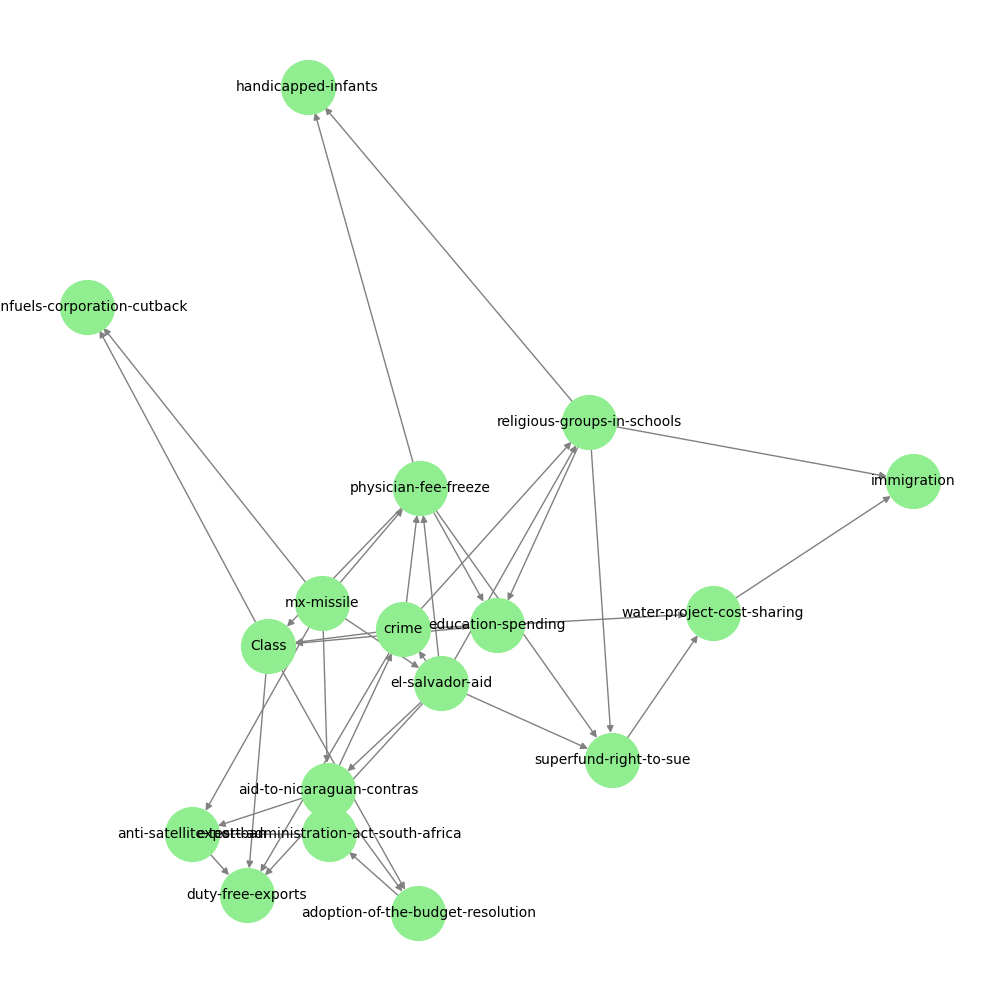 handicapped-infants
nfuels-corporation-cutback
religious-groups-in-schools
immigration
physician-fee-freeze
mx-missile
water-project-cost-sharing
education-spending
crime
Class
el-salvador-aid
superfund-right-to-sue
aid-to-nicaraguan-contras
anti-satellite-test-ban
export-administration-act-south-africa
duty-free-exports
adoption-of-the-budget-resolution